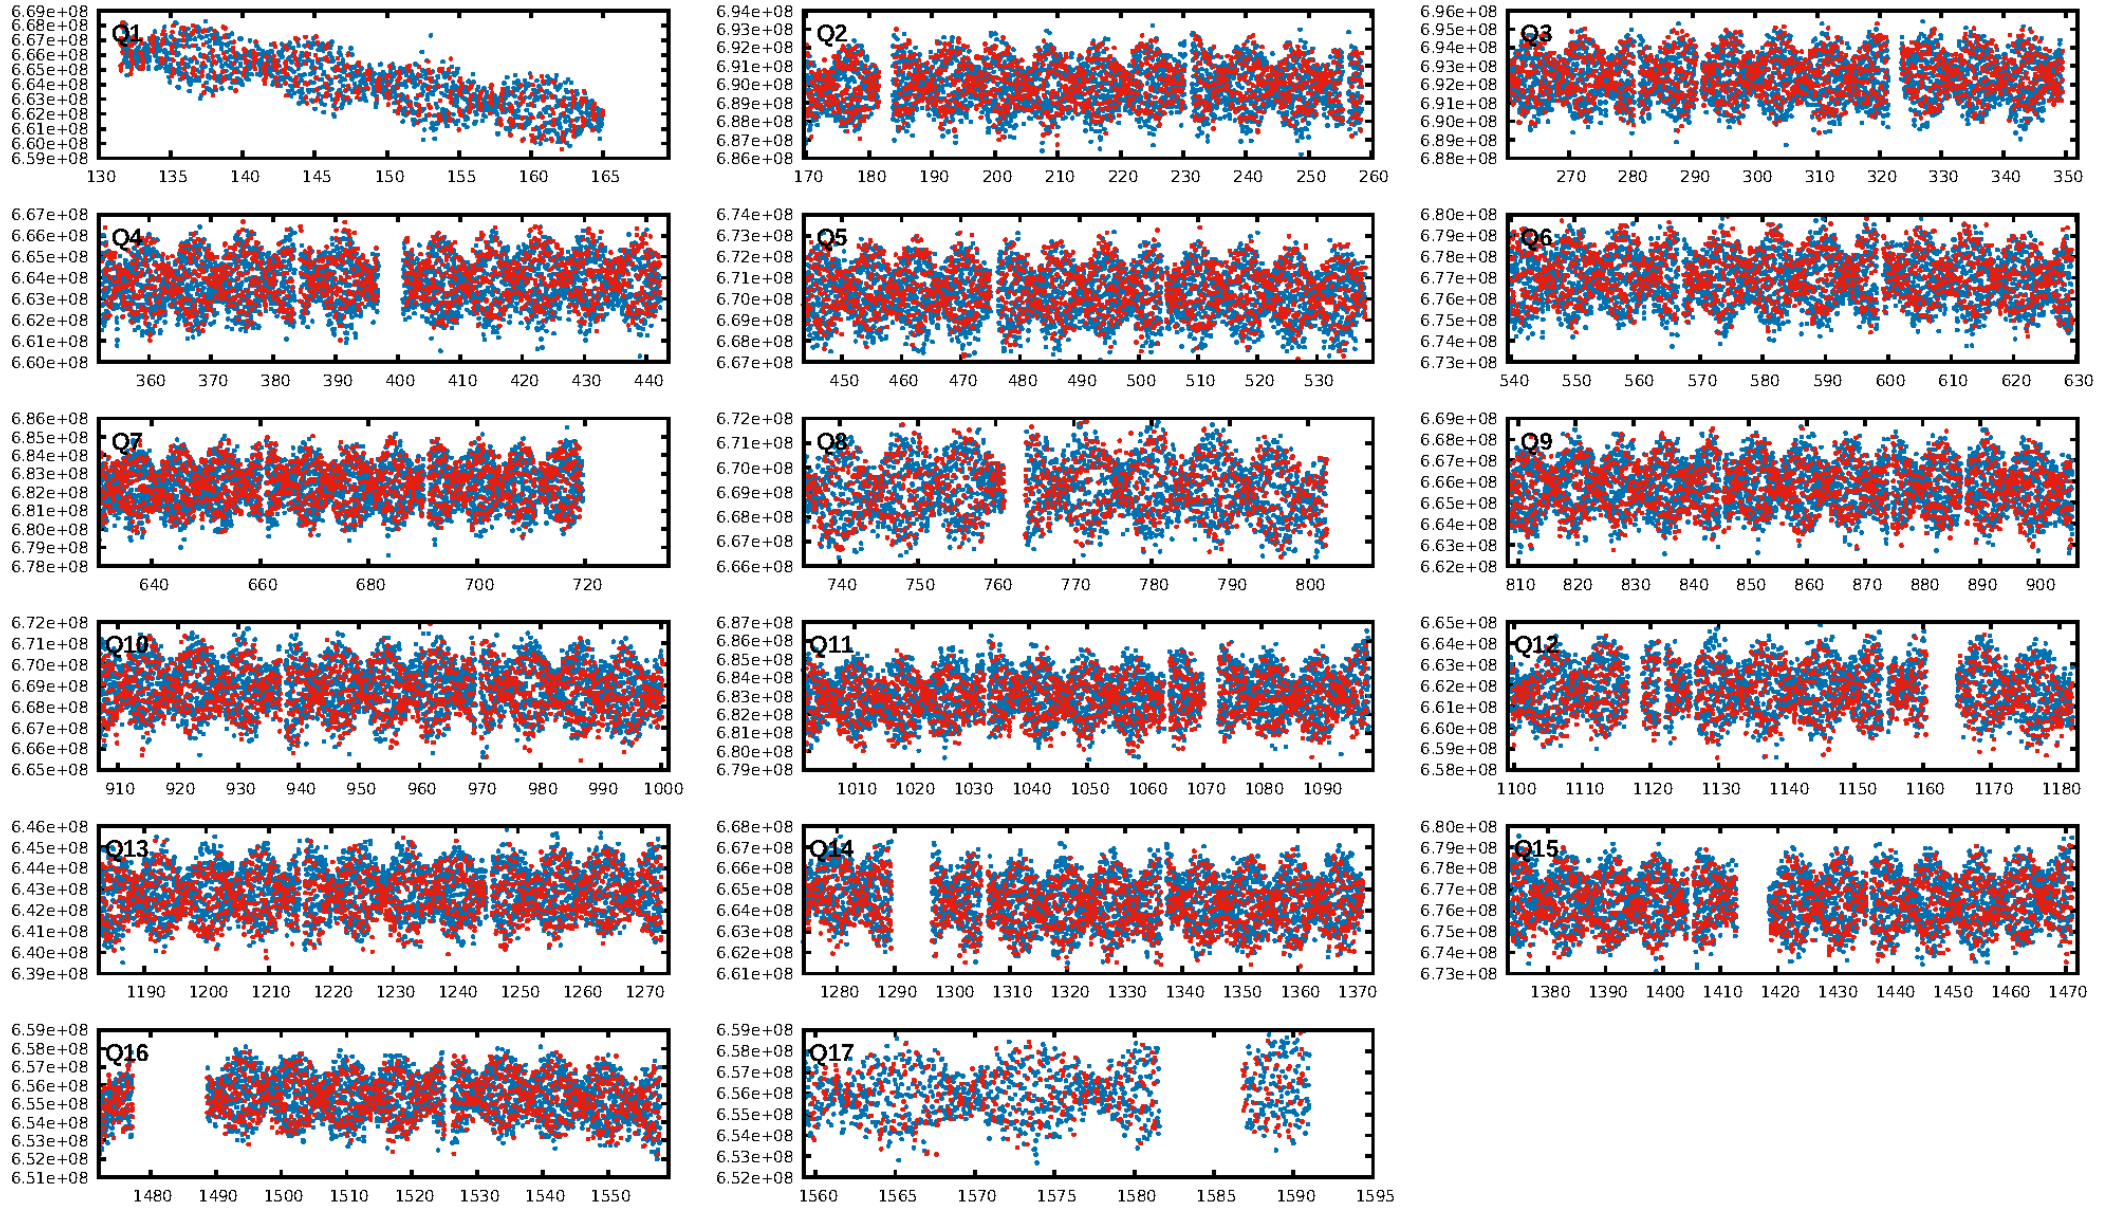 6.69e+08
6.68e+08
6.67e+08
6.66e+08
6.65e+08
6.64e+08
6.63e+08
6.62e+08
6.61e+08
6.60e+08
6.59e+08
Q1
130 135 140 145 150 155 160 165
6.94e+08
6.93e+08
6.92e+08
6.91e+08
6.90e+08
6.89e+08
6.88e+08
6.87e+08
6.86e+08
Q2
170 180 190 200 210 220 230 240 250 260
6.96e+08
6.95e+08
6.94e+08
6.93e+08
6.92e+08
6.91e+08
6.90e+08
6.89e+08
6.88e+08
Q3
270 280 290 300 310 320 330 340 350
6.67e+08
6.66e+08
6.65e+08
6.64e+08
6.63e+08
6.62e+08
6.61e+08
6.60e+08
Q4
360 370 380 390 400 410 420 430 440
6.74e+08
6.73e+08
6.72e+08
6.71e+08
6.70e+08
6.69e+08
6.68e+08
6.67e+08
Q5
450 460 470 480 490 500 510 520 530
6.80e+08
6.79e+08
6.78e+08
6.77e+08
6.76e+08
6.75e+08
6.74e+08
6.73e+08
Q6
540 550 560 570 580 590 600 610 620 630
6.86e+08
6.85e+08
6.84e+08
6.83e+08
6.82e+08
6.81e+08
6.80e+08
6.79e+08
6.78e+08
Q7
640 660 680 700 720
6.72e+08
6.71e+08
6.70e+08
6.69e+08
6.68e+08
6.67e+08
6.66e+08
Q8
740 750 760 770 780 790 800
6.69e+08
6.68e+08
6.67e+08
6.66e+08
6.65e+08
6.64e+08
6.63e+08
6.62e+08
Q9
810 820 830 840 850 860 870 880 890 900
6.72e+08
6.71e+08
6.70e+08
6.69e+08
6.68e+08
6.67e+08
6.66e+08
6.65e+08
Q10
910 920 930 940 950 960 970 980 990 1000
6.87e+08
6.86e+08
6.85e+08
6.84e+08
6.83e+08
6.82e+08
6.81e+08
6.80e+08
6.79e+08
Q11
1010 1020 1030 1040 1050 1060 1070 1080 1090
6.65e+08
6.64e+08
6.63e+08
6.62e+08
6.61e+08
6.60e+08
6.59e+08
6.58e+08
Q12
1100 1110 1120 1130 1140 1150 1160 1170 1180
6.46e+08
6.45e+08
6.44e+08
6.43e+08
6.42e+08
6.41e+08
6.40e+08
6.39e+08
Q13
1190 1200 1210 1220 1230 1240 1250 1260 1270
6.68e+08
6.67e+08
6.66e+08
6.65e+08
6.64e+08
6.63e+08
6.62e+08
6.61e+08
Q14
1280 1290 1300 1310 1320 1330 1340 1350 1360 1370
6.80e+08
6.79e+08
6.78e+08
6.77e+08
6.76e+08
6.75e+08
6.74e+08
6.73e+08
Q15
1380 1390 1400 1410 1420 1430 1440 1450 1460 1470
6.59e+08
6.58e+08
6.57e+08
6.56e+08
6.55e+08
6.54e+08
6.53e+08
6.52e+08
6.51e+08
Q16
1480 1490 1500 1510 1520 1530 1540 1550
6.59e+08
6.58e+08
6.57e+08
6.56e+08
6.55e+08
6.54e+08
6.53e+08
6.52e+08
Q17
1560 1565 1570 1575 1580 1585 1590 1595